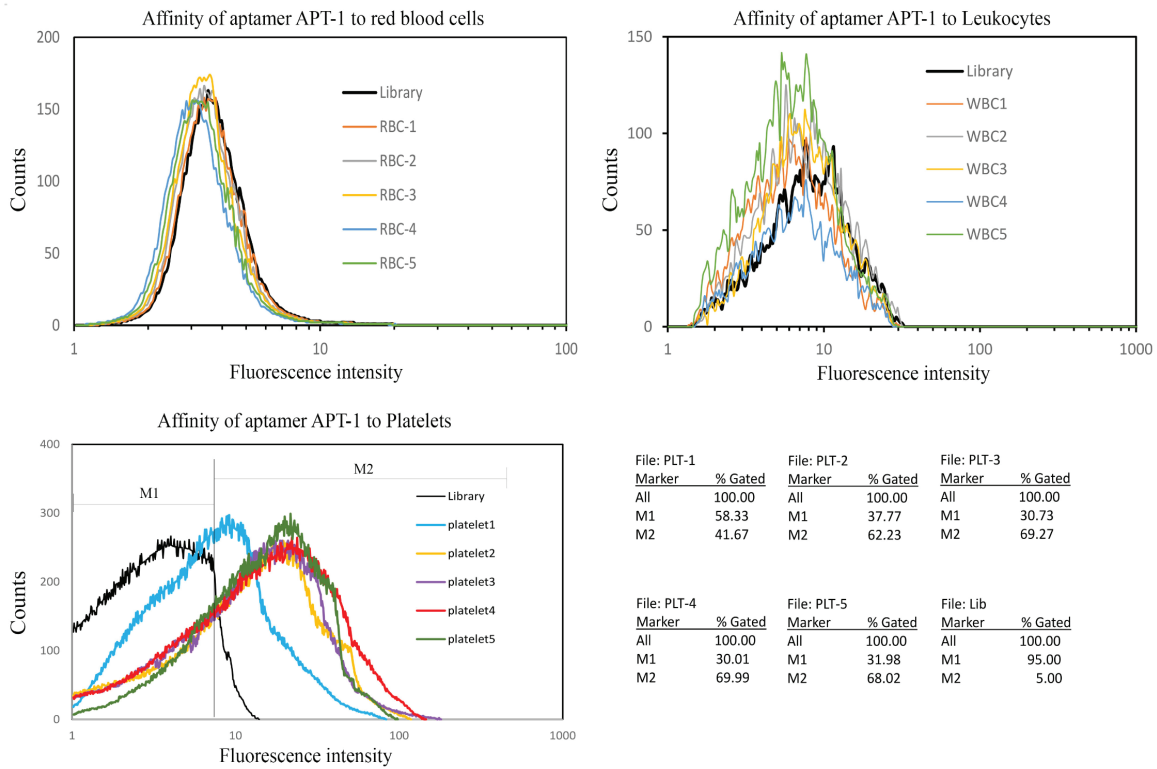 Affinity of aptamer APT-1 to red blood cells
200
150
100
50
0
1
10
100
Counts
Fluorescence intensity
Library
RBC-1
RBC-2
RBC-3
RBC-4
RBC-5
Affinity of aptamer APT-1 to Leukocytes
150
100
50
0
1
10
100
1000
Counts
Fluorescence intensity
Library
WBC1
WBC2
WBC3
WBC4
WBC5
Affinity of aptamer APT-1 to Platelets
400
300
200
100
0
1
10
100
1000
Counts
Fluorescence intensity
M1
M2
Library
platelet1
platelet2
platelet3
platelet4
platelet5
File: PLT-1
Marker % Gated
All 100.00
M1 58.33
M2 41.67
File: PLT-2
Marker % Gated
All 100.00
M1 37.77
M2 62.23
File: PLT-3
Marker % Gated
All 100.00
M1 30.73
M2 69.27
File: PLT-4
Marker % Gated
All 100.00
M1 30.01
M2 69.99
File: PLT-5
Marker % Gated
All 100.00
M1 31.98
M2 68.02
File: Lib
Marker % Gated
All 100.00
M1 95.00
M2 5.00